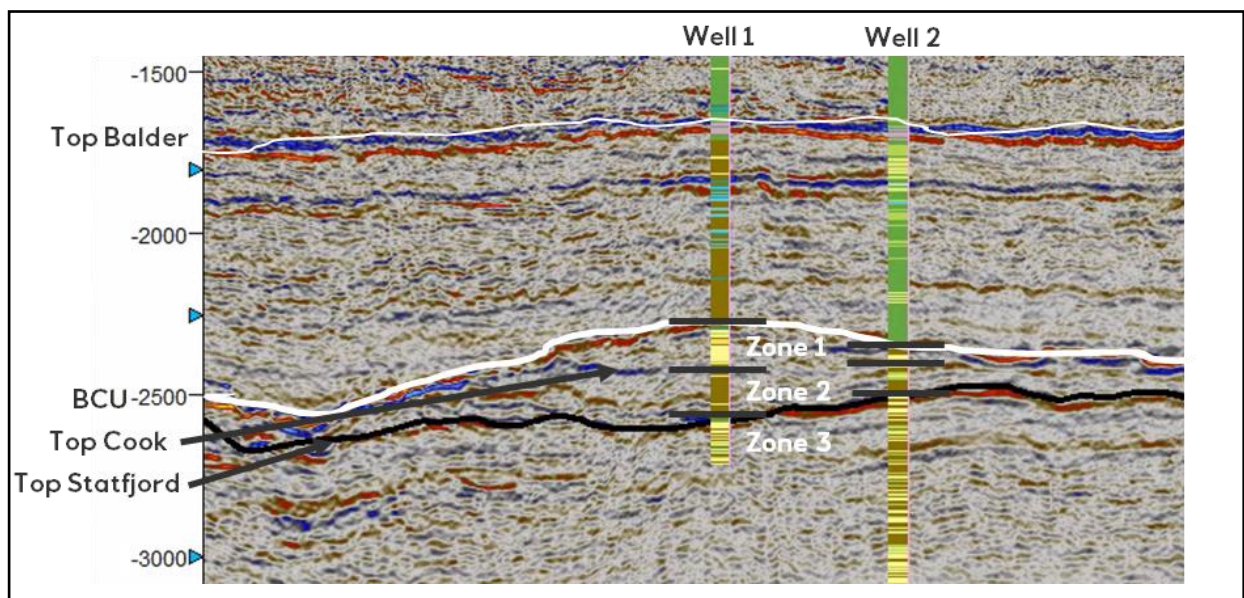 Well 1
Well 2
-1500
Top Balder
-2000
Zone 1
BCU
-2500
Zone 2
Top Cook
Zone 3
Top Statfjord
-3000